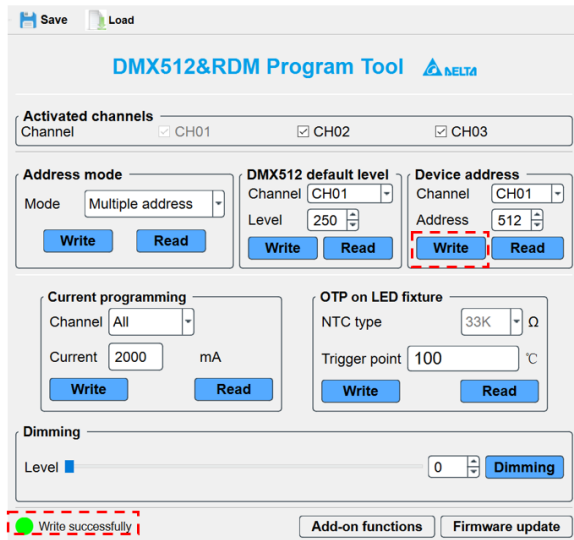 Save Load
DMX512&RDM Program Tool DELTA
Activated channels
Channel CH01 CH02 CH03
Address mode
Mode Multiple address
Write Read
DMX512 default level
Channel CH01
Level 250
Write Read
Device address
Channel CH01
Address 512
Write Read
Current programming
Channel All
Current 2000 mA
Write Read
OTP on LED fixture
NTC type 33K Ω
Trigger point 100 ℃
Write Read
Dimming
Level 0 Dimming
Write successfully Add-on functions Firmware update